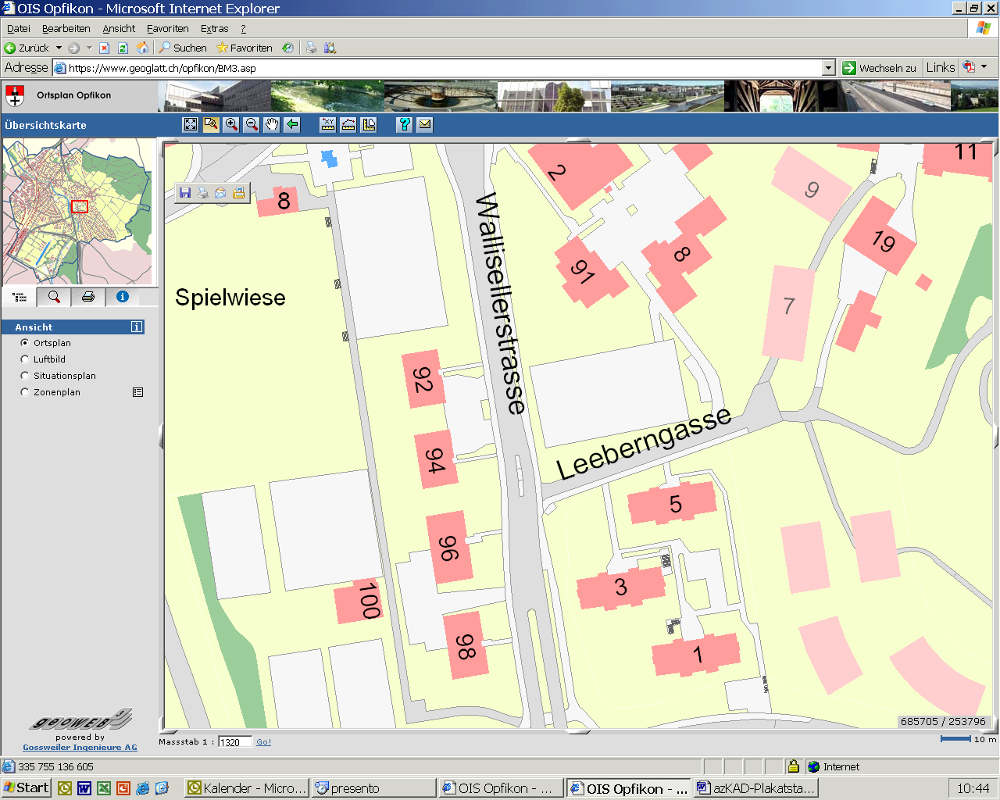 OIS Opfikon - Microsoft Internet Explorer
Datei Bearbeiten Ansicht Favoriten Extras ?
Zurück Suchen Favoriten
Adresse https://www.geoglatt.ch/opfikon/BM3.asp Wechseln zu Links
Ortsplan Opfikon
Übersichtskarte
Ansicht
Ortsplan
Luftbild
Situationsplan
Zonenplan
geoWEB 3
powered by
Gossweiler Ingenieure AG
2
9
11
8
19
91
8
Spielwiese
Wallisellerstrasse
7
92
94
Leeberngasse
5
96
3
100
98
1
685705 / 253796
Massstab 1 : 1320 Go!
10 m
335 755 136 605 Internet
Start Kalender - Micro... presento OIS Opfikon - ... OIS Opfikon - ... azKAD-Plakatsta... 10:44